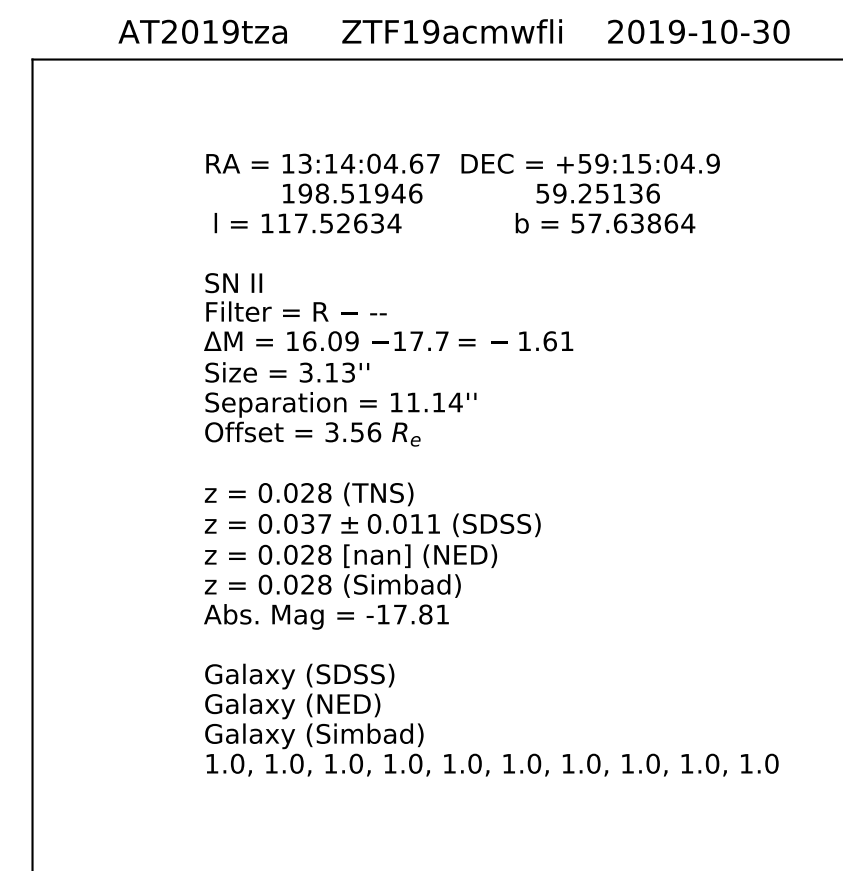 AT2019tza ZTF19acmwfli 2019-10-30
RA = 13:14:04.67 DEC = +59:15:04.9
198.51946 59.25136
l = 117.52634 b = 57.63864
SN II
Filter = R − --
ΔM = 16.09 −17.7 = − 1.61
Size = 3.13''
Separation = 11.14''
Offset = 3.56 Re
z = 0.028 (TNS)
z = 0.037 ± 0.011 (SDSS)
z = 0.028 [nan] (NED)
z = 0.028 (Simbad)
Abs. Mag = -17.81
Galaxy (SDSS)
Galaxy (NED)
Galaxy (Simbad)
1.0, 1.0, 1.0, 1.0, 1.0, 1.0, 1.0, 1.0, 1.0, 1.0